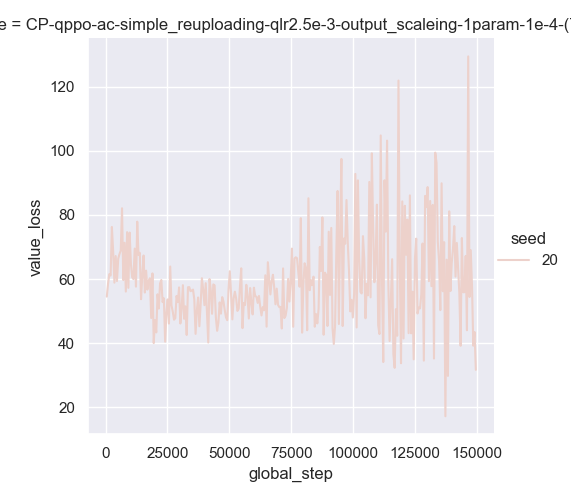 e = CP-qppo-ac-simple_reuploading-qlr2.5e-3-output_scaleing-1param-1e-4-(
120
100
80
60
40
20
value_loss
0 25000 50000 75000 100000 125000 150000
global_step
seed
20